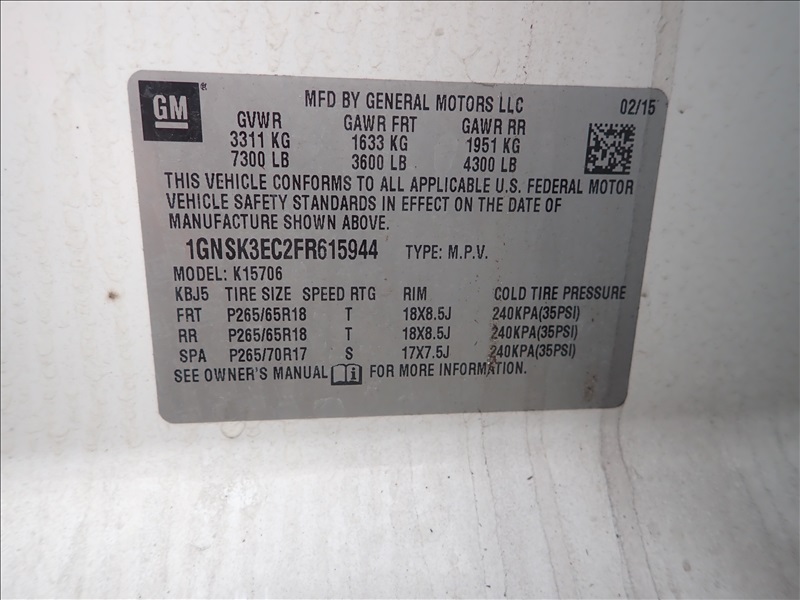 GM ®
MFD BY GENERAL MOTORS LLC 02/15
GVWR GAWR FRT GAWR RR
3311 KG 1633 KG 1951 KG
7300 LB 3600 LB 4300 LB
THIS VEHICLE CONFORMS TO ALL APPLICABLE U.S. FEDERAL MOTOR
VEHICLE SAFETY STANDARDS IN EFFECT ON THE DATE OF
MANUFACTURE SHOWN ABOVE.
1GNSK3EC2FR615944 TYPE: M.P.V.
MODEL: K15706
KBJ5 TIRE SIZE SPEED RTG RIM COLD TIRE PRESSURE
FRT P265/65R18 T 18X8.5J 240KPA(35PSI)
RR P265/65R18 T 18X8.5J 240KPA(35PSI)
SPA P265/70R17 S 17X7.5J 240KPA(35PSI)
SEE OWNER'S MANUAL FOR MORE INFORMATION.